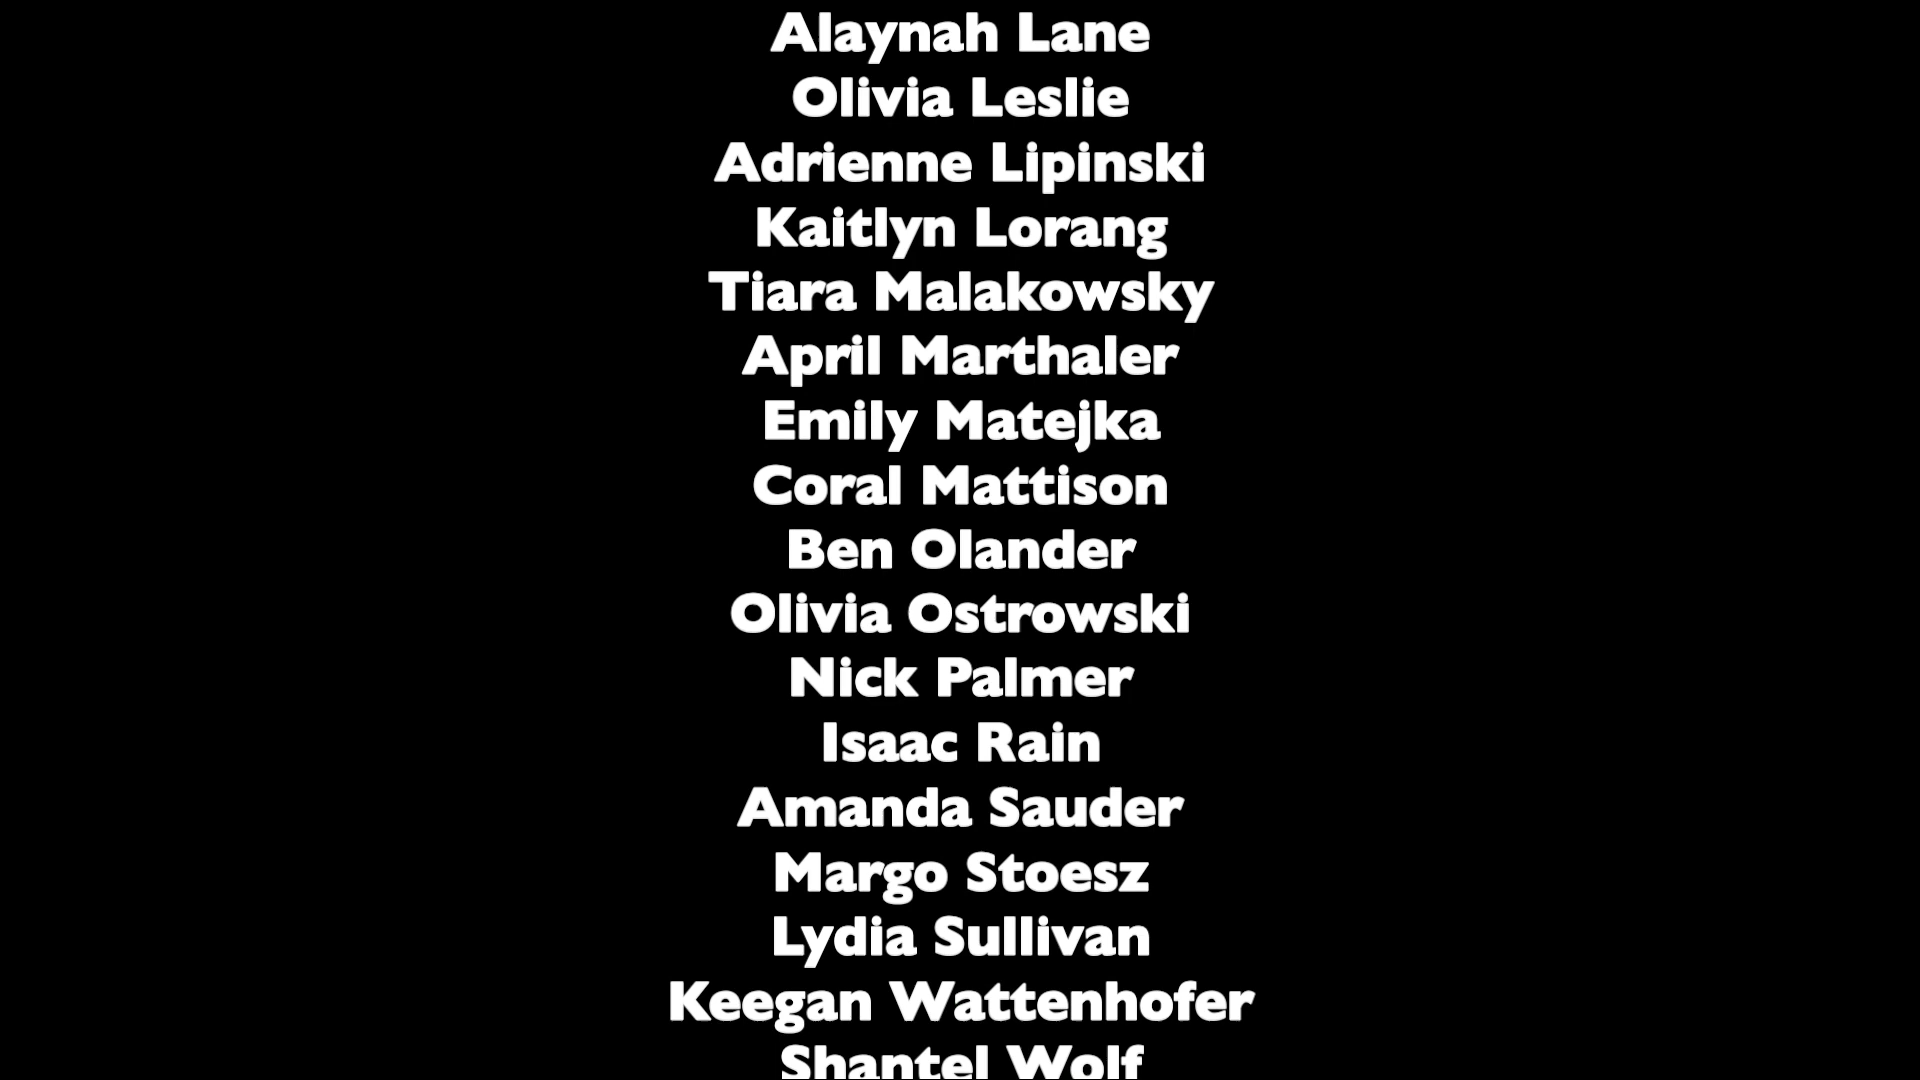 Alaynah Lane
Olivia Leslie
Adrienne Lipinski
Kaitlyn Lorang
Tiara Malakowsky
April Marthaler
Emily Matejka
Coral Mattison
Ben Olander
Olivia Ostrowski
Nick Palmer
Isaac Rain
Amanda Sauder
Margo Stoesz
Lydia Sullivan
Keegan Wattenhofer
Shantel Wolf